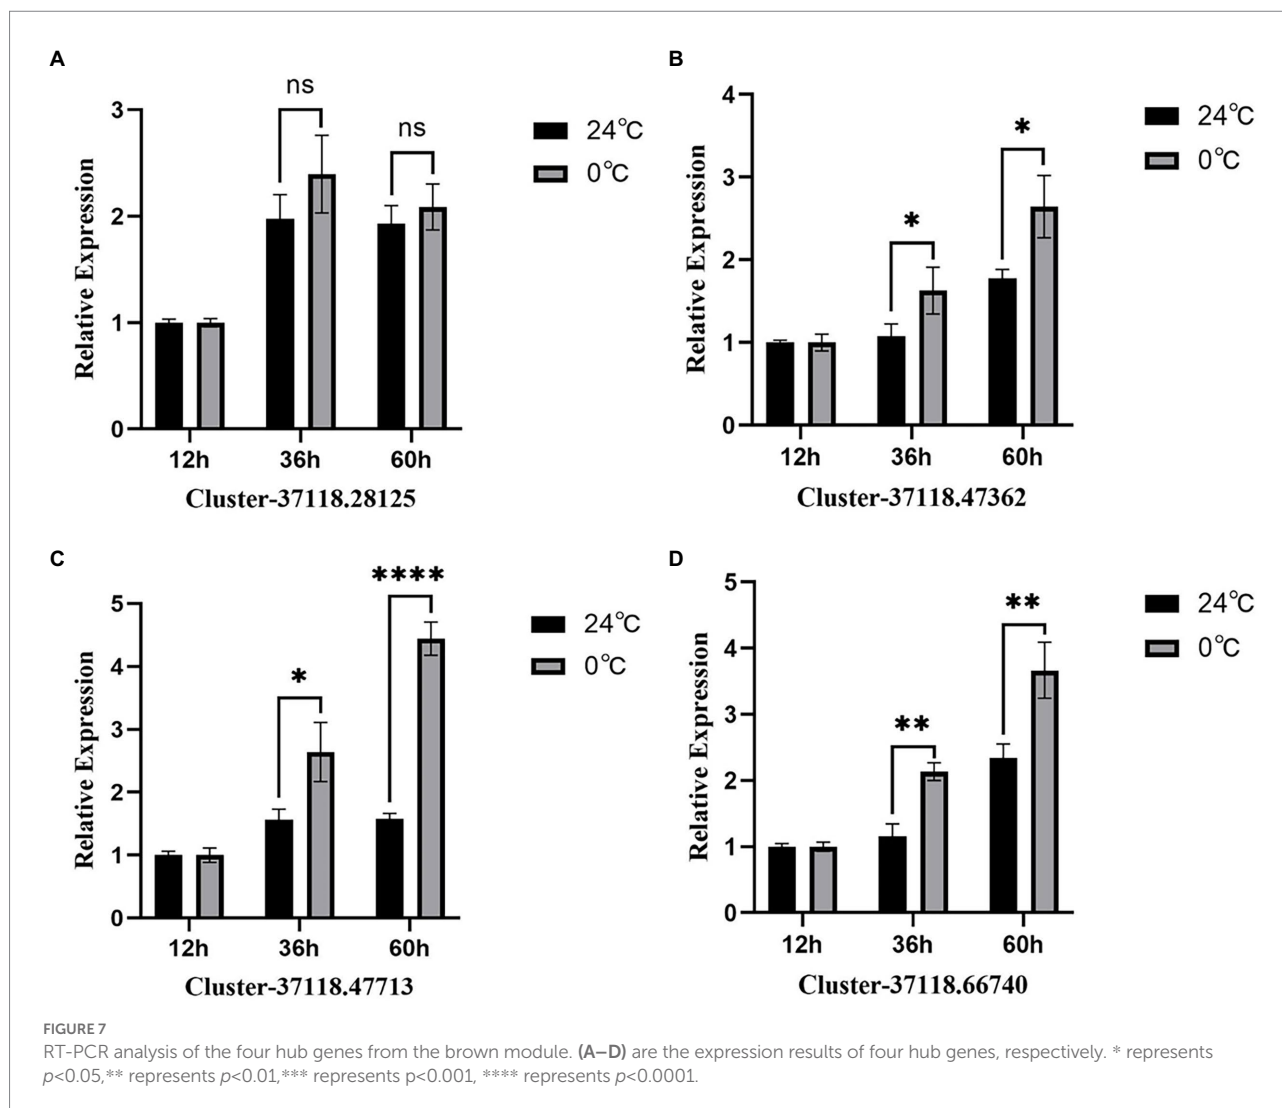 A
ns
ns
3
2
1
0
Relative Expression
24°C
0°C
12h 36h 60h
Cluster-37118.28125
B
*
*
4
3
2
1
0
Relative Expression
24°C
0°C
12h 36h 60h
Cluster-37118.47362
C
*
****
5
4
3
2
1
0
Relative Expression
24°C
0°C
12h 36h 60h
Cluster-37118.47713
D
**
**
5
4
3
2
1
0
Relative Expression
24°C
0°C
12h 36h 60h
Cluster-37118.66740
FIGURE 7
RT-PCR analysis of the four hub genes from the brown module. (A–D) are the expression results of four hub genes, respectively. * represents
p<0.05,** represents p<0.01,*** represents p<0.001, **** represents p<0.0001.